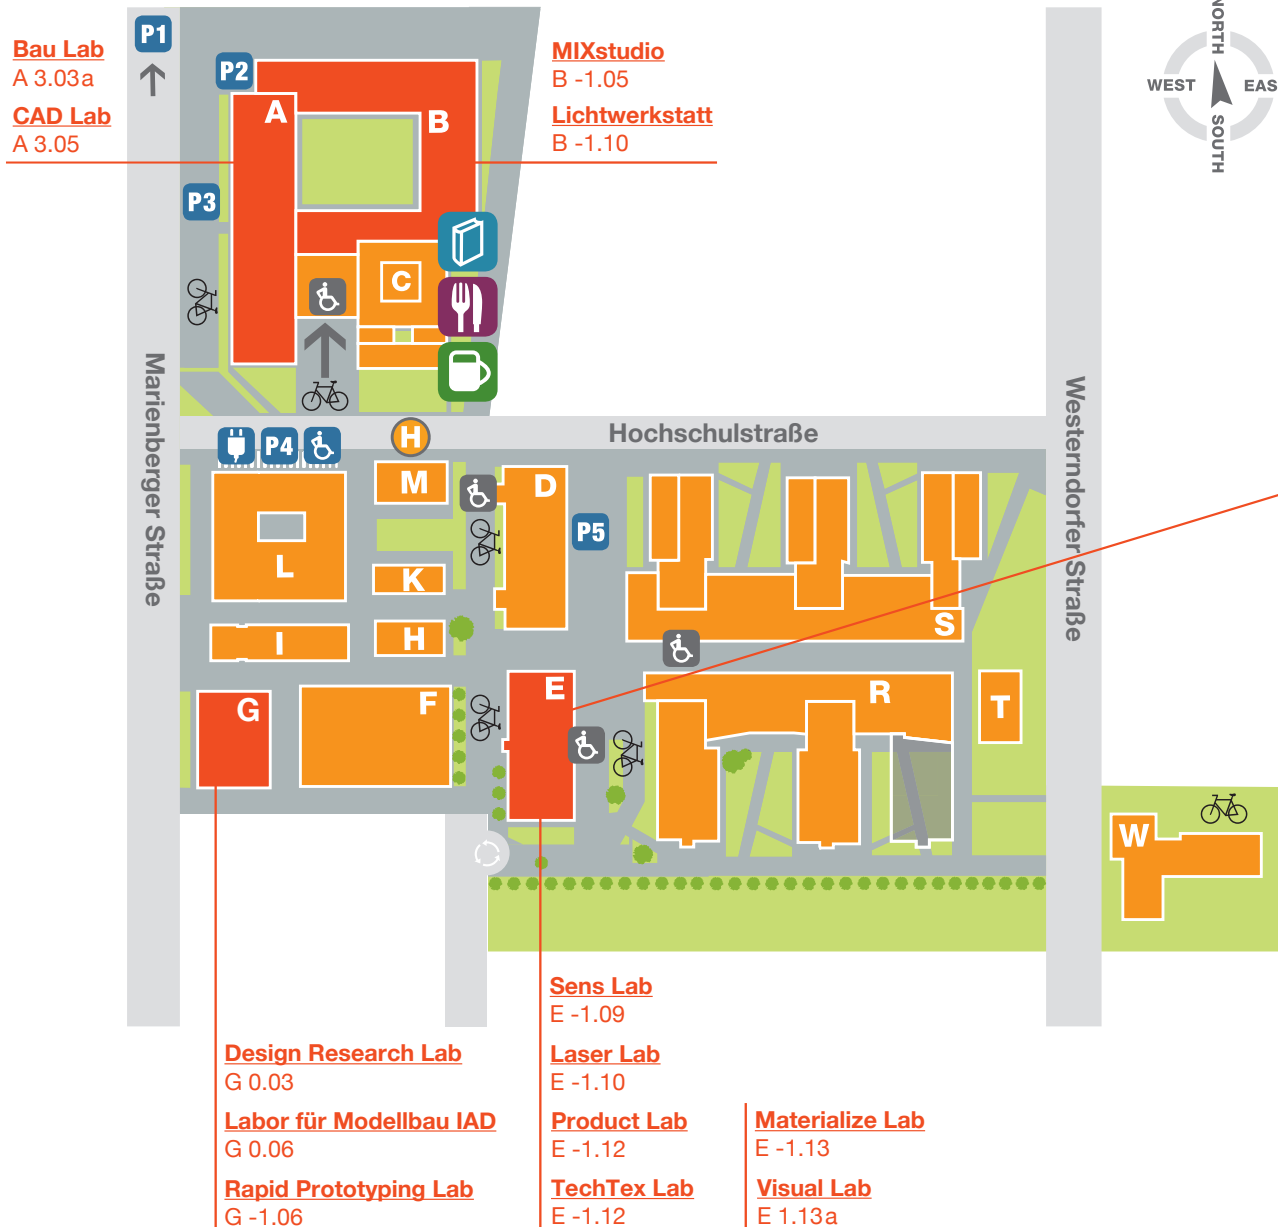 P1
Bau Lab
A 3.03a
CAD Lab
A 3.05
P2
A
B
MIXstudio
B -1.05
Lichtwerkstatt
B -1.10
NORTH
WEST
EAS
SOUTH
P3
C
Marienberger Straße
Hochschulstraße
Westerndorfer Straße
P4
H
M
D
P5
L
K
I
H
S
G
F
E
R
T
W
Sens Lab
E -1.09
Design Research Lab
G 0.03
Laser Lab
E -1.10
Labor für Modellbau IAD
G 0.06
Product Lab
E -1.12
Materialize Lab
E -1.13
Rapid Prototyping Lab
G -1.06
TechTex Lab
E -1.12
Visual Lab
E 1.13a